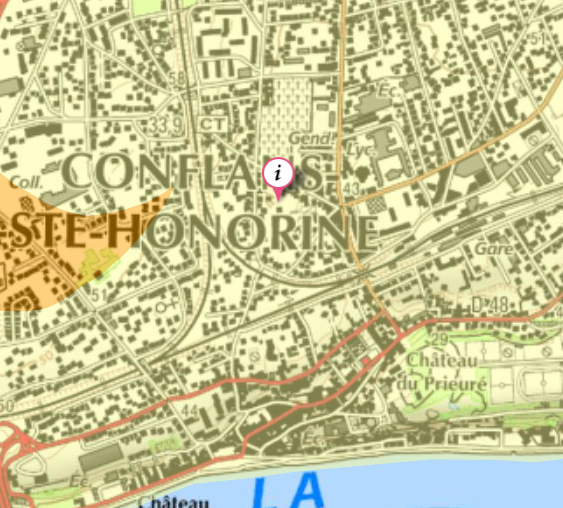 51
58
Ec.
33,9
CT
Gend.
Lyc.
CONFLANS
Coll.
43
STE-HONORINE
Gare
51
D 48
50
29
Château
du Prieuré
44
50
Ec.
Ec.
Château
LA